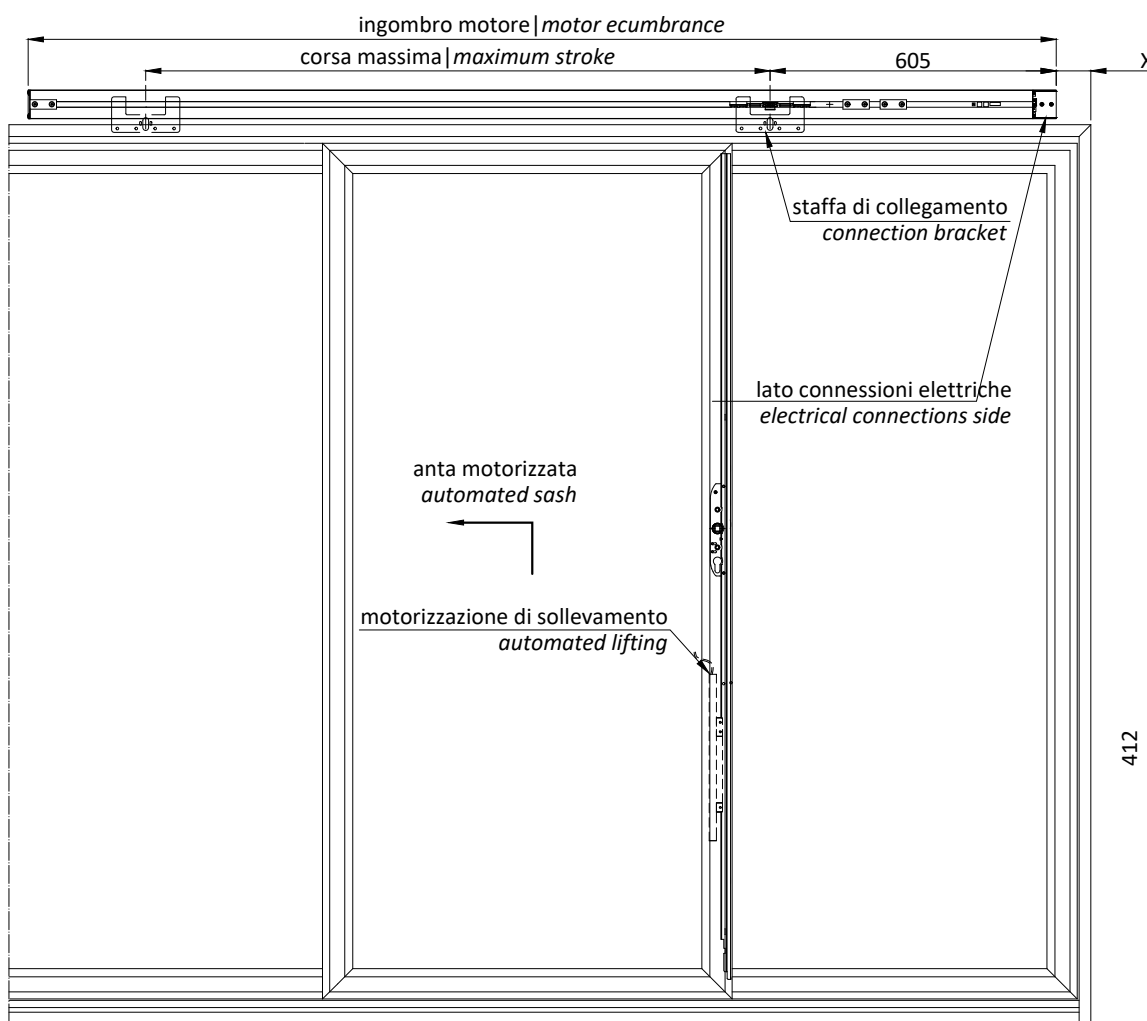 ingombro motore|motor ecumbrance
corsa massima|maximum stroke
605
X
staffa di collegamento
connection bracket
lato connessioni elettriche
electrical connections side
anta motorizzata
automated sash
motorizzazione di sollevamento
automated lifting
412